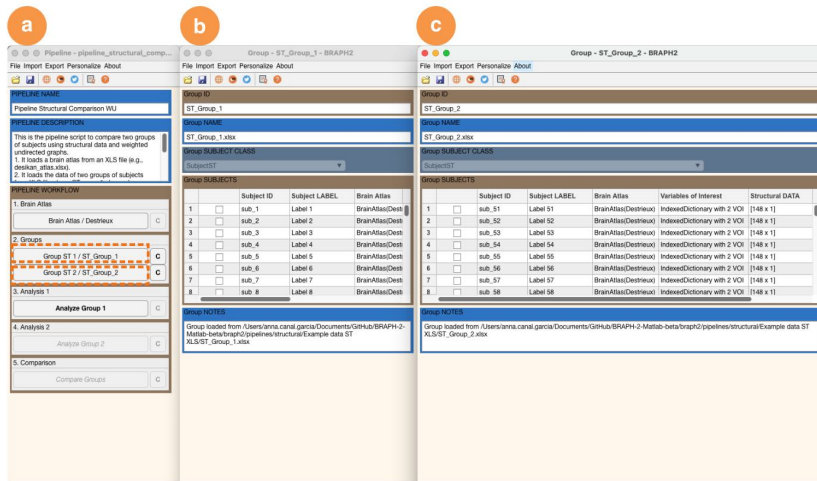 a
b
c
Pipeline - pipeline_structural_comp...
File Import Export Personalize About
PIPELINE NAME
Pipeline Structural Comparison WU
PIPELINE DESCRIPTION
This is the pipeline script to compare two groups
of subjects using structural data and weighted
undirected graphs.
1. It loads a brain atlas from an XLS file (e.g.,
desikan_atlas.xlsx).
2. It loads the data of two groups of subjects
PIPELINE WORKFLOW
1. Brain Atlas
Brain Atlas / Destrieux C
2. Groups
Group ST 1 / ST_Group_1 C
Group ST 2 / ST_Group_2 C
3. Analysis 1
Analyze Group 1 C
4. Analysis 2
Analyze Group 2 C
5. Comparison
Compare Groups C
Group - ST_Group_1 - BRAPH2
File Import Export Personalize About
Group ID
ST_Group_1
Group NAME
ST_Group_1.xlsx
Group SUBJECT CLASS
SubjectST
Group SUBJECTS
Subject ID Subject LABEL Brain Atlas
1 sub_1 Label 1 BrainAtlas(Desti
2 sub_2 Label 2 BrainAtlas(Desti
3 sub_3 Label 3 BrainAtlas(Desti
4 sub_4 Label 4 BrainAtlas(Desti
5 sub_5 Label 5 BrainAtlas(Desti
6 sub_6 Label 6 BrainAtlas(Desti
7 sub_7 Label 7 BrainAtlas(Desti
8 sub_8 Label 8 BrainAtlas(Desti
Group NOTES
Group loaded from /Users/anna.canal.garcia/Documents/GitHub/BRAPH-2-
Matlab-beta/braph2/pipelines/structural/Example data ST
XLS/ST_Group_1.xlsx
Group - ST_Group_2 - BRAPH2
File Import Export Personalize About
Group ID
ST_Group_2
Group NAME
ST_Group_2.xlsx
Group SUBJECT CLASS
SubjectST
Group SUBJECTS
Subject ID Subject LABEL Brain Atlas Variables of Interest Structural DATA
1 sub_51 Label 51 BrainAtlas(Destrieux) IndexedDictionary with 2 VOI [148 x 1]
2 sub_52 Label 52 BrainAtlas(Destrieux) IndexedDictionary with 2 VOI [148 x 1]
3 sub_53 Label 53 BrainAtlas(Destrieux) IndexedDictionary with 2 VOI [148 x 1]
4 sub_54 Label 54 BrainAtlas(Destrieux) IndexedDictionary with 2 VOI [148 x 1]
5 sub_55 Label 55 BrainAtlas(Destrieux) IndexedDictionary with 2 VOI [148 x 1]
6 sub_56 Label 56 BrainAtlas(Destrieux) IndexedDictionary with 2 VOI [148 x 1]
7 sub_57 Label 57 BrainAtlas(Destrieux) IndexedDictionary with 2 VOI [148 x 1]
8 sub_58 Label 58 BrainAtlas(Destrieux) IndexedDictionary with 2 VOI [148 x 1]
Group NOTES
Group loaded from /Users/anna.canal.garcia/Documents/GitHub/BRAPH-2-Matlab-beta/braph2/pipelines/structural/Example data ST
XLS/ST_Group_2.xlsx